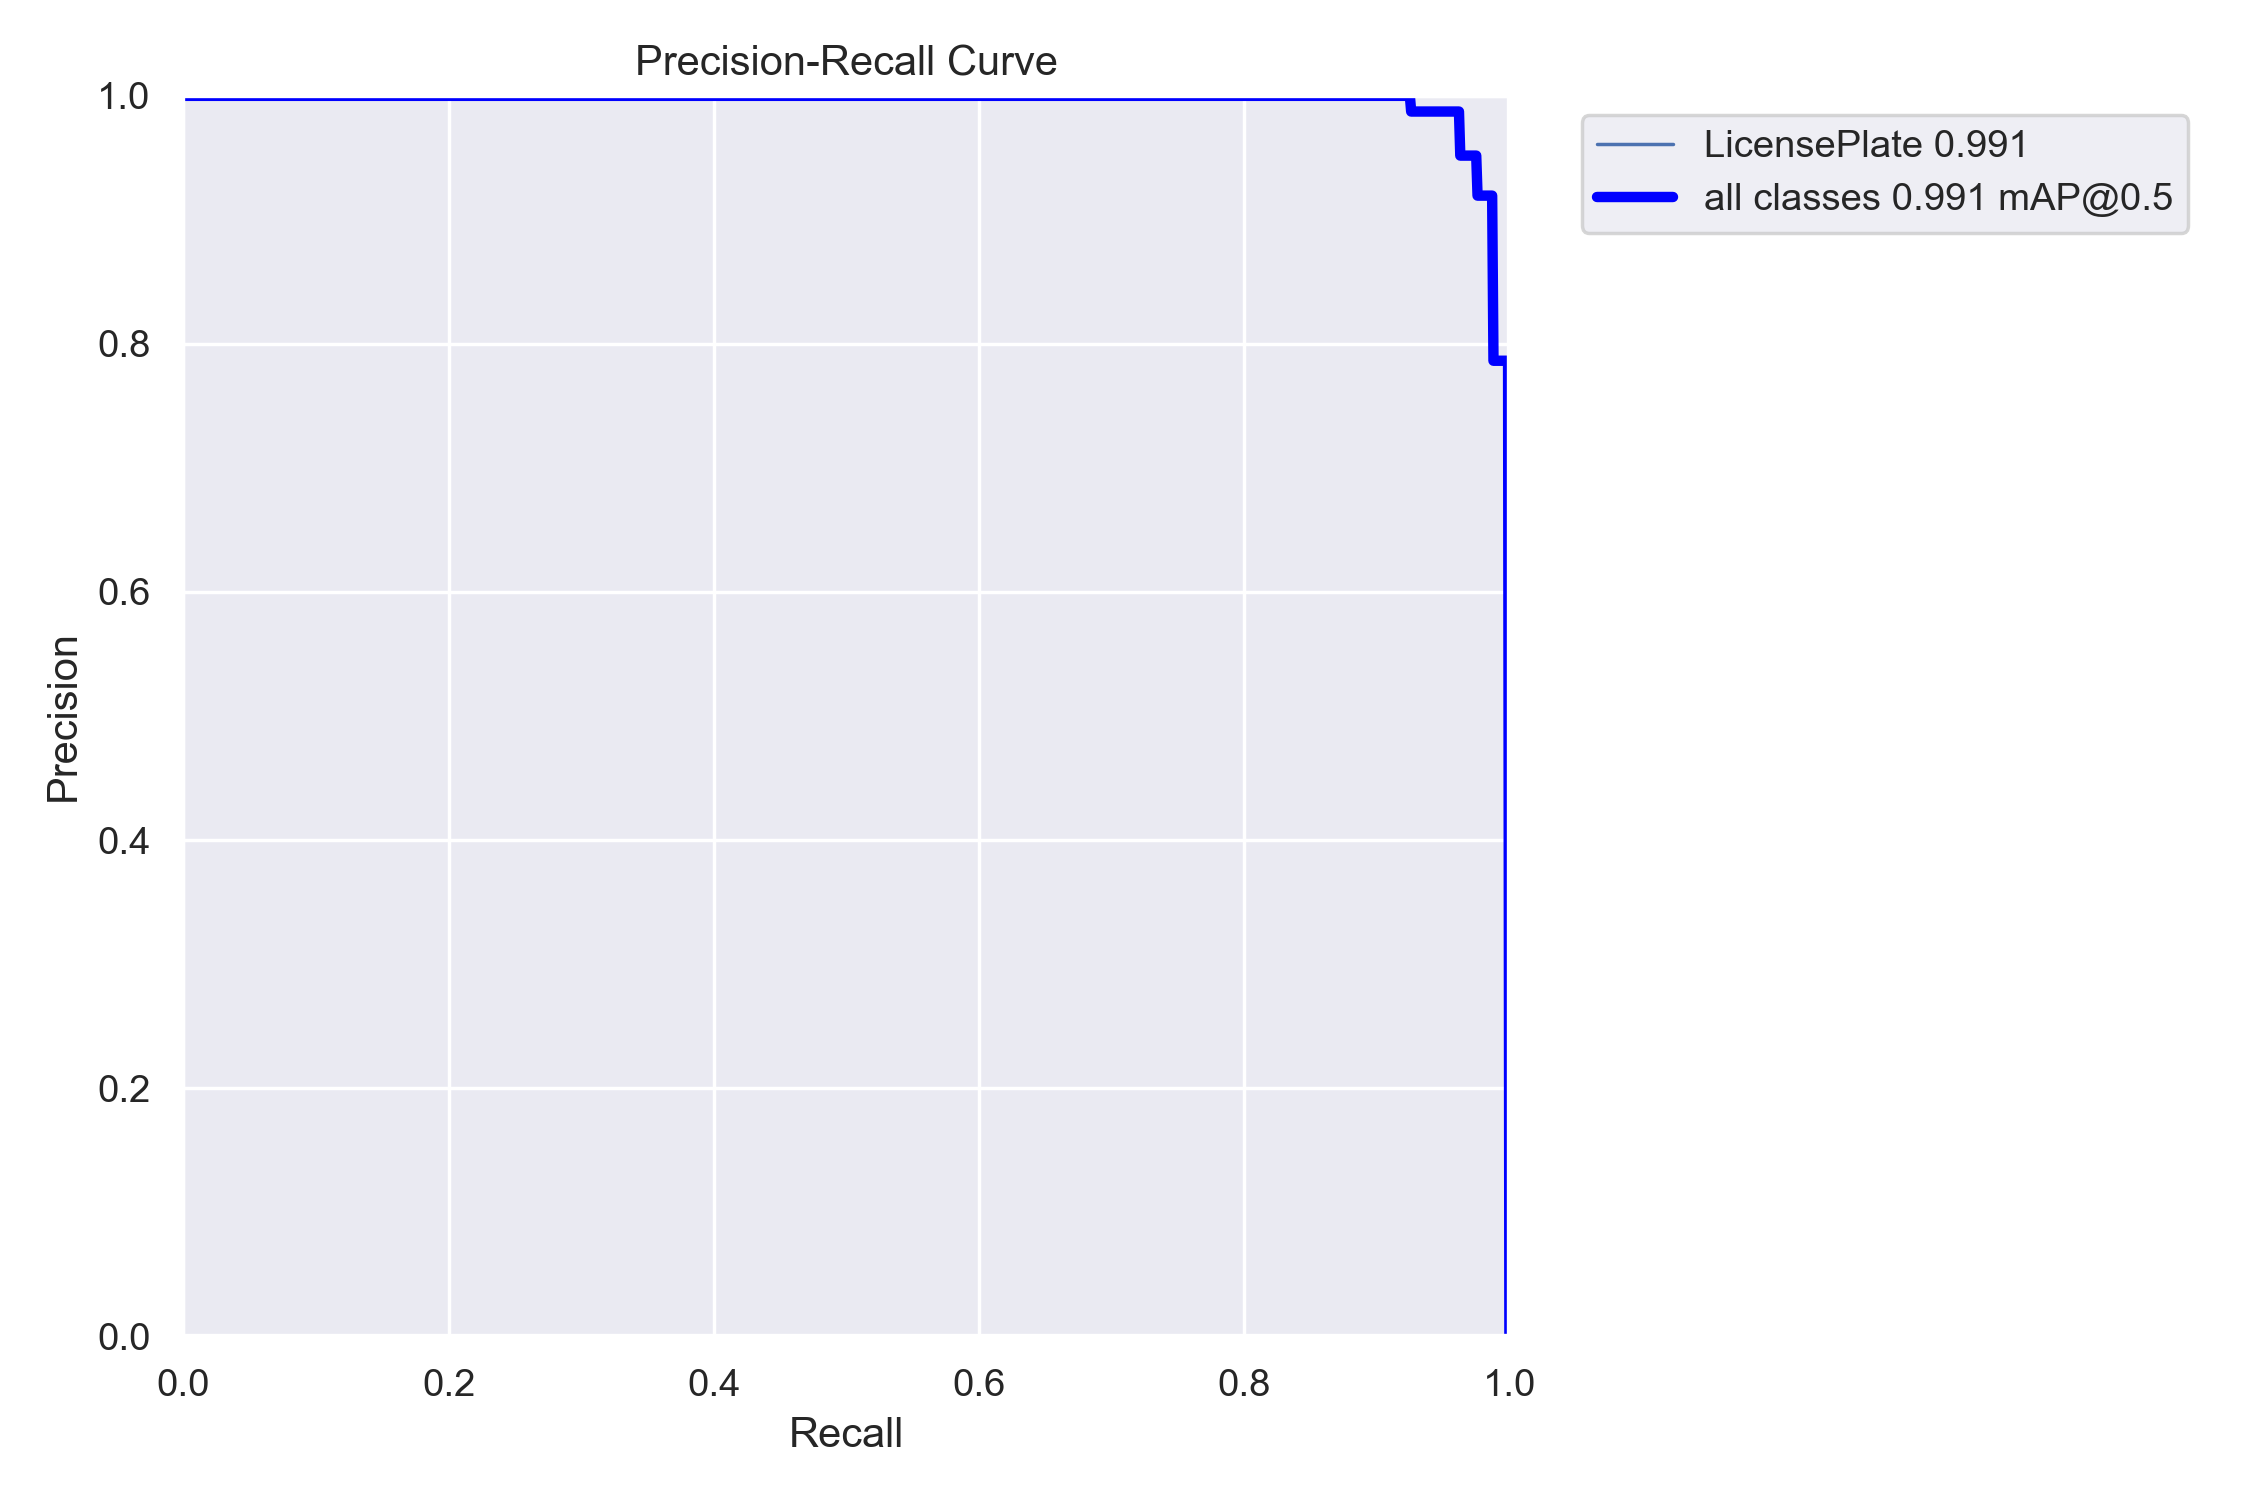 Precision-Recall Curve
1.0
0.8
0.6
0.4
0.2
0.0
Precision
0.0 0.2 0.4 0.6 0.8 1.0
Recall
LicensePlate 0.991
all classes 0.991 mAP@0.5